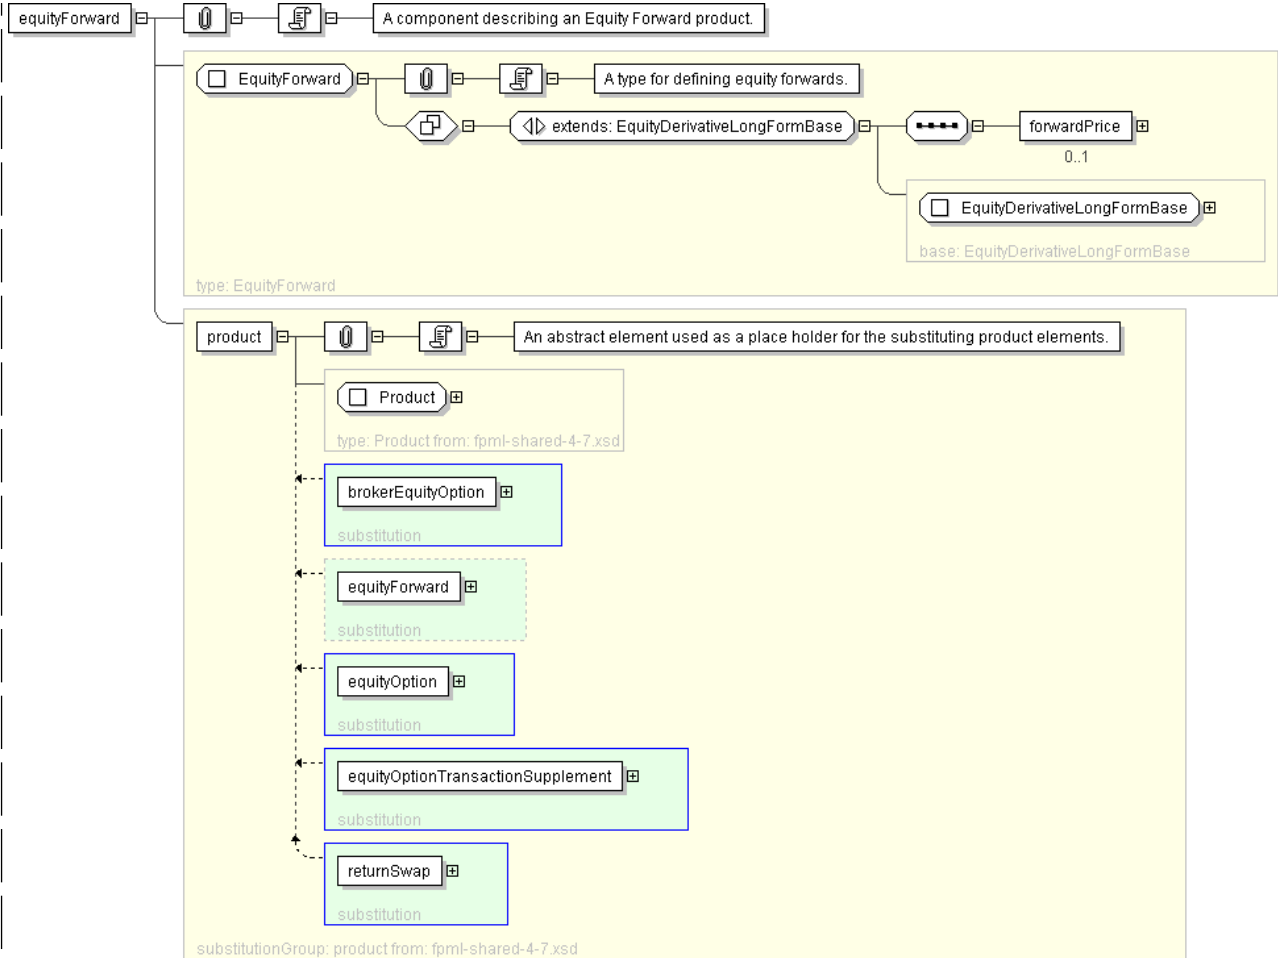 equityForward
A component describing an Equity Forward product.
EquityForward
A type for defining equity forwards.
extends: EquityDerivativeLongFormBase
forwardPrice
0..1
EquityDerivativeLongFormBase
base: EquityDerivativeLongFormBase
type: EquityForward
product
An abstract element used as a place holder for the substituting product elements.
Product
type: Product from: fpml-shared-4-7.xsd
brokerEquityOption
substitution
equityForward
substitution
equityOption
substitution
equityOptionTransactionSupplement
substitution
returnSwap
substitution
substitutionGroup: product from: fpml-shared-4-7.xsd